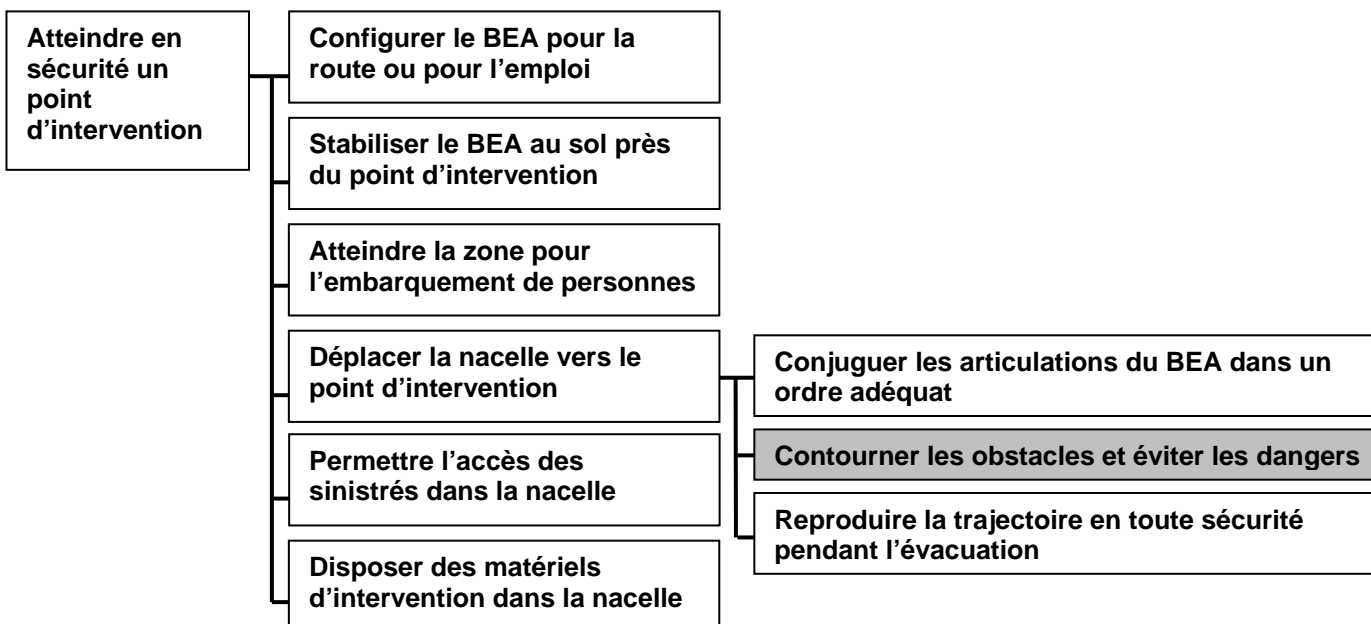 Atteindre en
sécurité un
point
d'intervention
Configurer le BEA pour la
route ou pour l'emploi
Stabiliser le BEA au sol près
du point d'intervention
Atteindre la zone pour
l'embarquement de personnes
Déplacer la nacelle vers le
point d'intervention
Conjuguer les articulations du BEA dans un
ordre adéquat
Contourner les obstacles et éviter les dangers
Reproduire la trajectoire en toute sécurité
pendant l'évacuation
Permettre l'accès des
sinistrés dans la nacelle
Disposer des matériels
d'intervention dans la nacelle